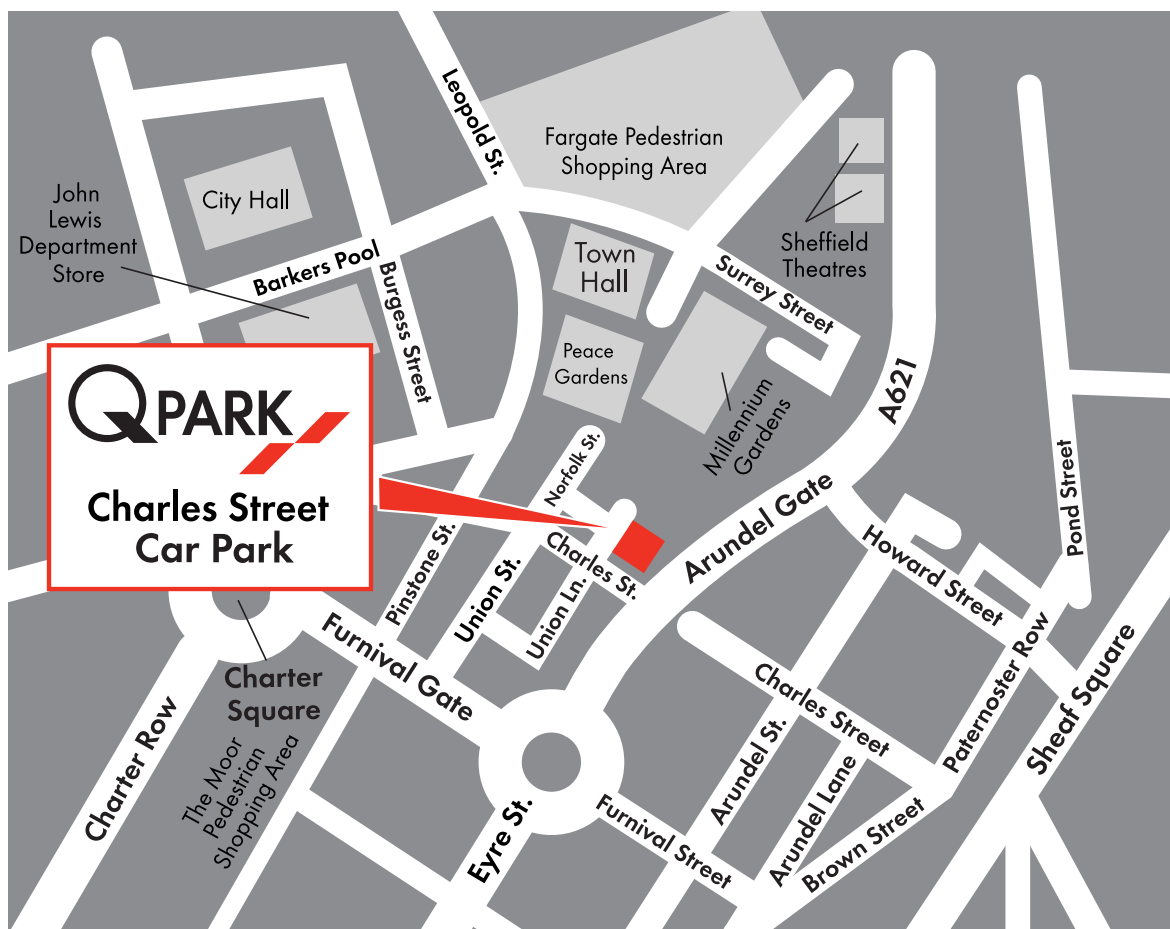 Leopold St.
Fargate Pedestrian
Shopping Area
John
Lewis
Department
Store
City Hall
Barkers Pool
Burgess Street
Town
Hall
Surrey Street
Sheffield
Theatres
Peace
Gardens
Millennium
Gardens
A621
QPARK
Charles Street
Car Park
Norfolk St.
Charles St.
Pinstone St.
Union St.
Union Ln.
Arundel Gate
Howard Street
Pond Street
Furnival Gate
Charter
Square
Charter Row
The Moor
Pedestrian
Shopping Area
Charles Street
Paternoster Row
Sheaf Square
Arundel St.
Arundel Lane
Brown Street
Furnival Street
Eyre St.